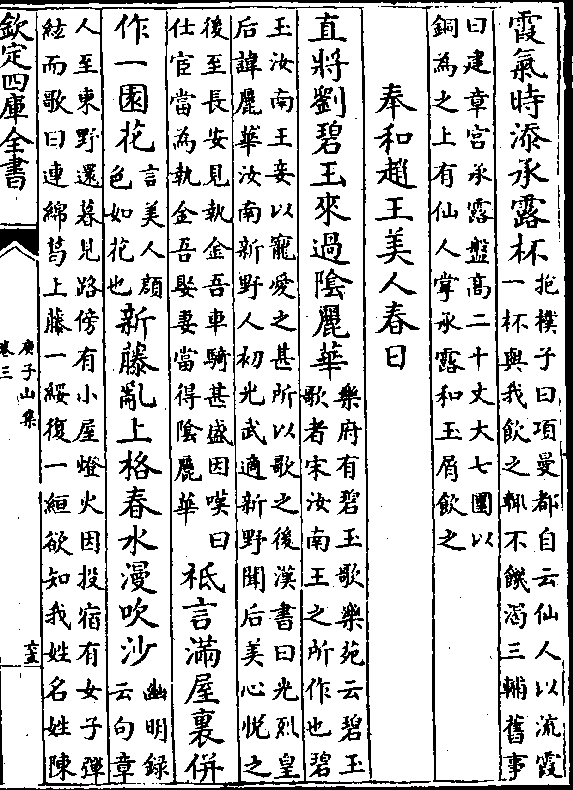 霞氣時添承露杯抱樸子曰項曼都自云仙人以流霞
一杯與我飲之輙不饑渴三輔舊事
曰建章宫承露盤髙二十丈大七圍以
銅為之上有仙人掌承露和玉屑飲之
奉和趙王美人春日
直將劉碧玉來過陰麗華樂府有碧玉歌樂苑云碧玉
歌者宋汝南王之所作也碧
玉汝南王妾以寵愛之甚所以歌之後漢書曰光烈皇
后諱麗華汝南新野人初光武適新野聞后美心悦之
後至長安見執金吾車騎甚盛因嘆曰
仕宦當為執金吾娶妻當得陰麗華
祗言滿屋裏併
作一園花言美人顔
色如花也
新藤亂上格春水漫吹沙幽明録
云句章
人至東野還暮見路傍有小屋燈火因投宿有女子彈
絃而歌曰連綿葛上藤一綏復一縆欲知我姓名姓陳
欽定四庫全書
庾子山集
卷三